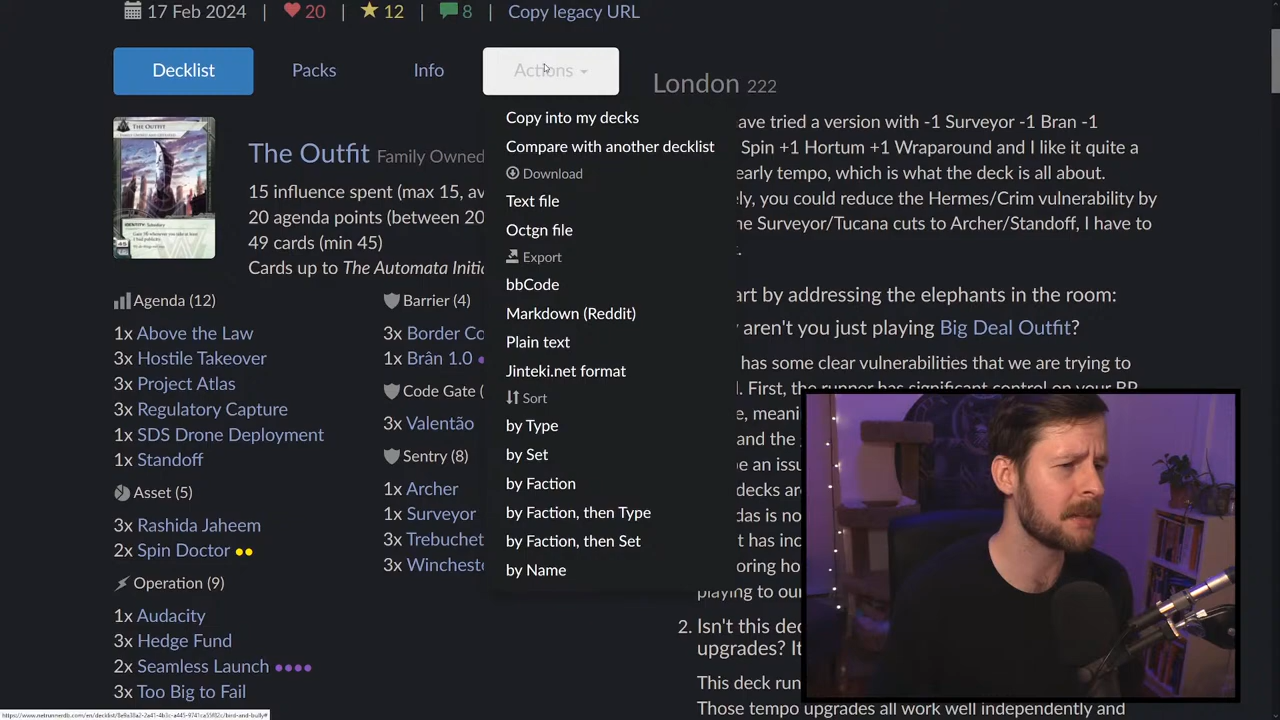 17 Feb 2024 | 20 | 12 | 8 | Copy legacy URL
Decklist Packs Info Actions
London 222
THE OUTFIT
The Outfit Family Owned
15 influence spent (max 15, av
20 agenda points (between 20
49 cards (min 45)
Cards up to The Automata Initi
Agenda (12)
1x Above the Law
3x Hostile Takeover
3x Project Atlas
3x Regulatory Capture
1x SDS Drone Deployment
1x Standoff
Asset (5)
3x Rashida Jaheem
2x Spin Doctor
Operation (9)
1x Audacity
3x Hedge Fund
2x Seamless Launch
3x Too Big to Fail
Barrier (4)
3x Border Co
1x Brân 1.0
Code Gate (
3x Valentão
Sentry (8)
1x Archer
1x Surveyor
3x Trebuchet
3x Winchest
Copy into my decks
Compare with another decklist
Download
Text file
Octgn file
Export
bbCode
Markdown (Reddit)
Plain text
Jinteki.net format
Sort
by Type
by Set
by Faction
by Faction, then Type
by Faction, then Set
by Name
ave tried a version with -1 Surveyor -1 Bran -1
Spin +1 Hortum +1 Wraparound and I like it quite a
early tempo, which is what the deck is all about.
ly, you could reduce the Hermes/Crim vulnerability by
e Surveyor/Arcana cuts to Archer/Standoff, I have to
art by addressing the elephants in the room:
aren't you just playing Big Deal Outfit?
has some clear vulnerabilities that we are trying to
d. First, the runner has significant control on your BP
e, meani
and the
be an issu
decks ar
das is no
t has inc
oring ho
playing to our
2. Isn't this dec
upgrades? It
This deck run
Those tempo upgrades all work well independently and